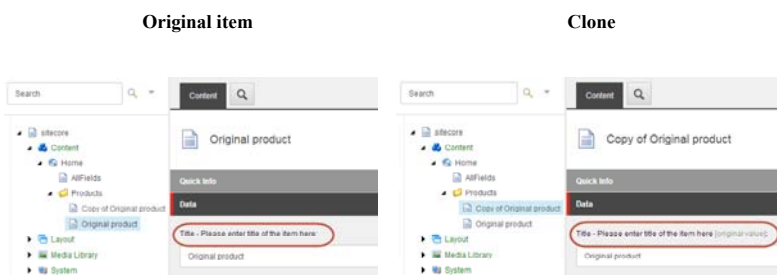 Original item
Clone
Search
Content
sitecore
Content
Home
AllFields
Products
Copy of Original product
Original product
Layout
Media Library
System
Original product
Quick Info
Data
Title - Please enter title of the item here:
Original product
Search
Content
sitecore
Content
Home
AllFields
Products
Copy of Original product
Original product
Layout
Media Library
System
Copy of Original product
Quick Info
Data
Title - Please enter title of the item here [original value]:
Original product